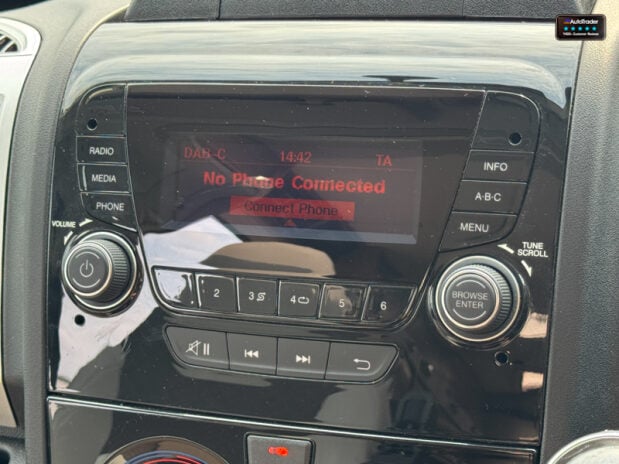 AutoTrader
DAB-C 14:42 TA
No Phone Connected
Connect Phone
RADIO
MEDIA
PHONE
INFO
A·B·C
MENU
VOLUME
TUNE
SCROLL
BROWSE
ENTER
2 3 4 5 6